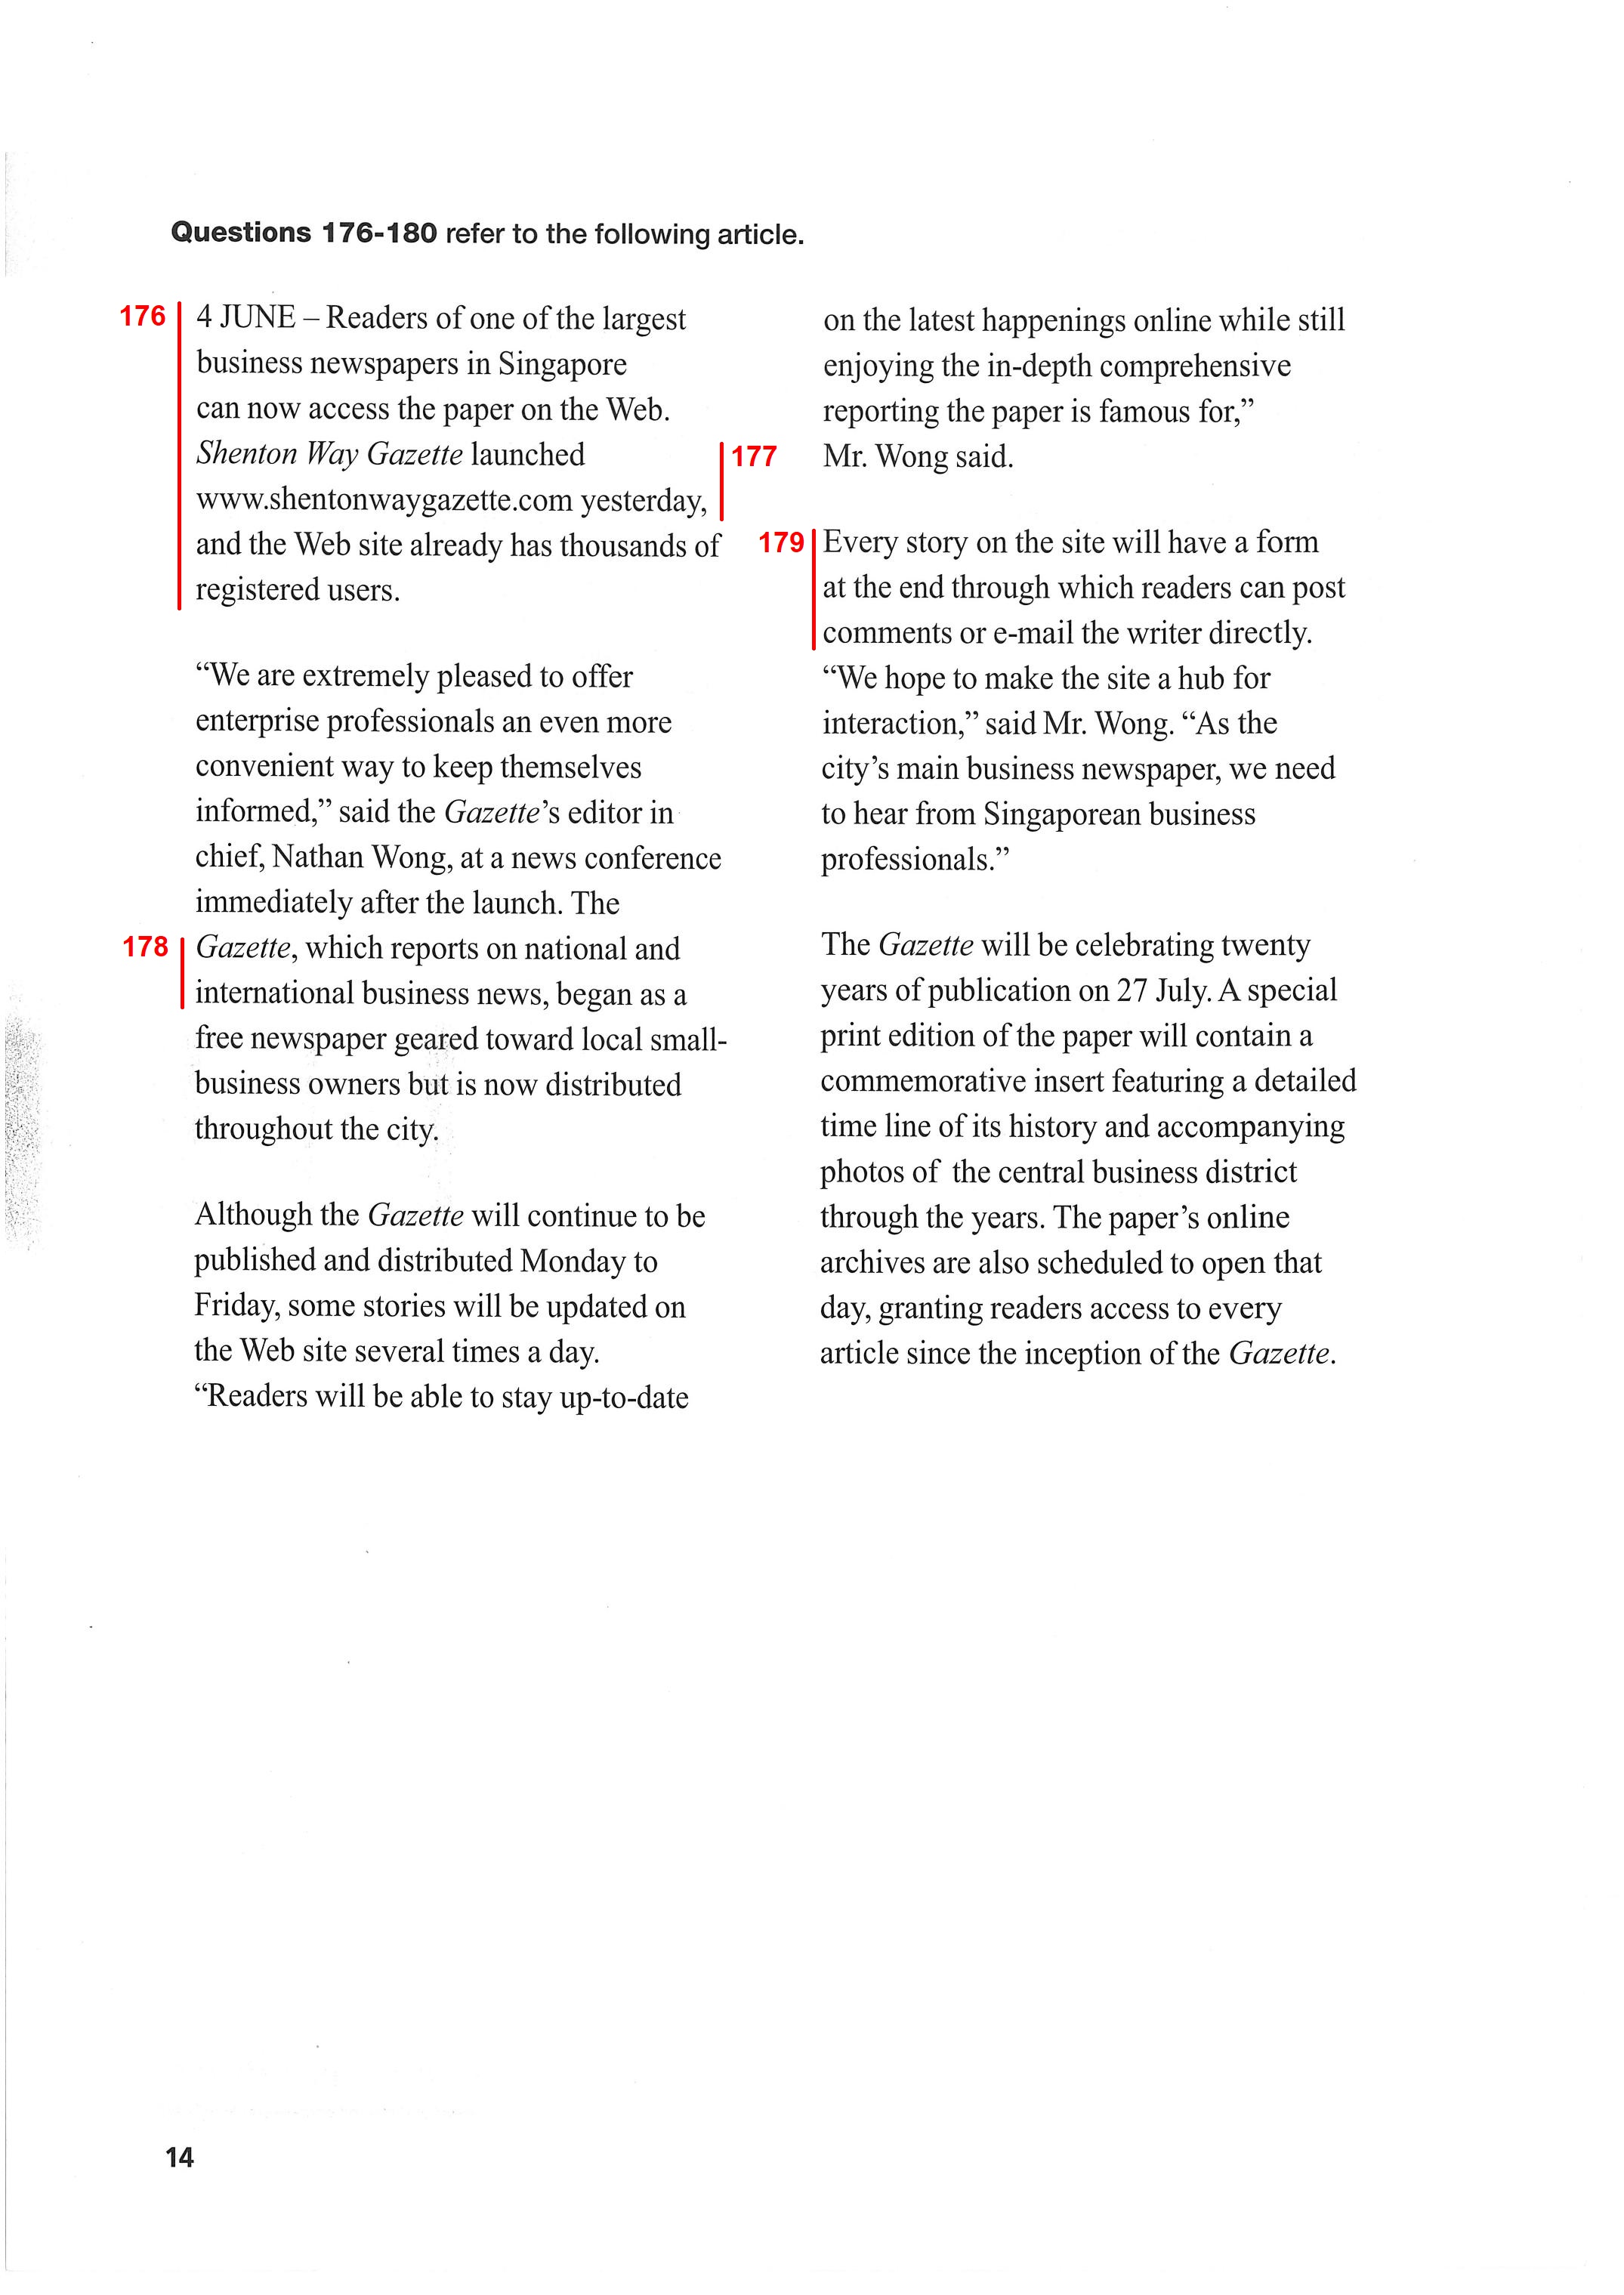 Questions 176-180 refer to the following article.
176
4 JUNE – Readers of one of the largest
business newspapers in Singapore
can now access the paper on the Web.
Shenton Way Gazette launched
177
www.shentonwaygazette.com yesterday,
and the Web site already has thousands of
registered users.
“We are extremely pleased to offer
enterprise professionals an even more
convenient way to keep themselves
informed,” said the Gazette’s editor in
chief, Nathan Wong, at a news conference
immediately after the launch. The
178
Gazette, which reports on national and
international business news, began as a
free newspaper geared toward local small-
business owners but is now distributed
throughout the city.
Although the Gazette will continue to be
published and distributed Monday to
Friday, some stories will be updated on
the Web site several times a day.
“Readers will be able to stay up-to-date
on the latest happenings online while still
enjoying the in-depth comprehensive
reporting the paper is famous for,”
Mr. Wong said.
179
Every story on the site will have a form
at the end through which readers can post
comments or e-mail the writer directly.
“We hope to make the site a hub for
interaction,” said Mr. Wong. “As the
city’s main business newspaper, we need
to hear from Singaporean business
professionals.”
The Gazette will be celebrating twenty
years of publication on 27 July. A special
print edition of the paper will contain a
commemorative insert featuring a detailed
time line of its history and accompanying
photos of the central business district
through the years. The paper’s online
archives are also scheduled to open that
day, granting readers access to every
article since the inception of the Gazette.
14